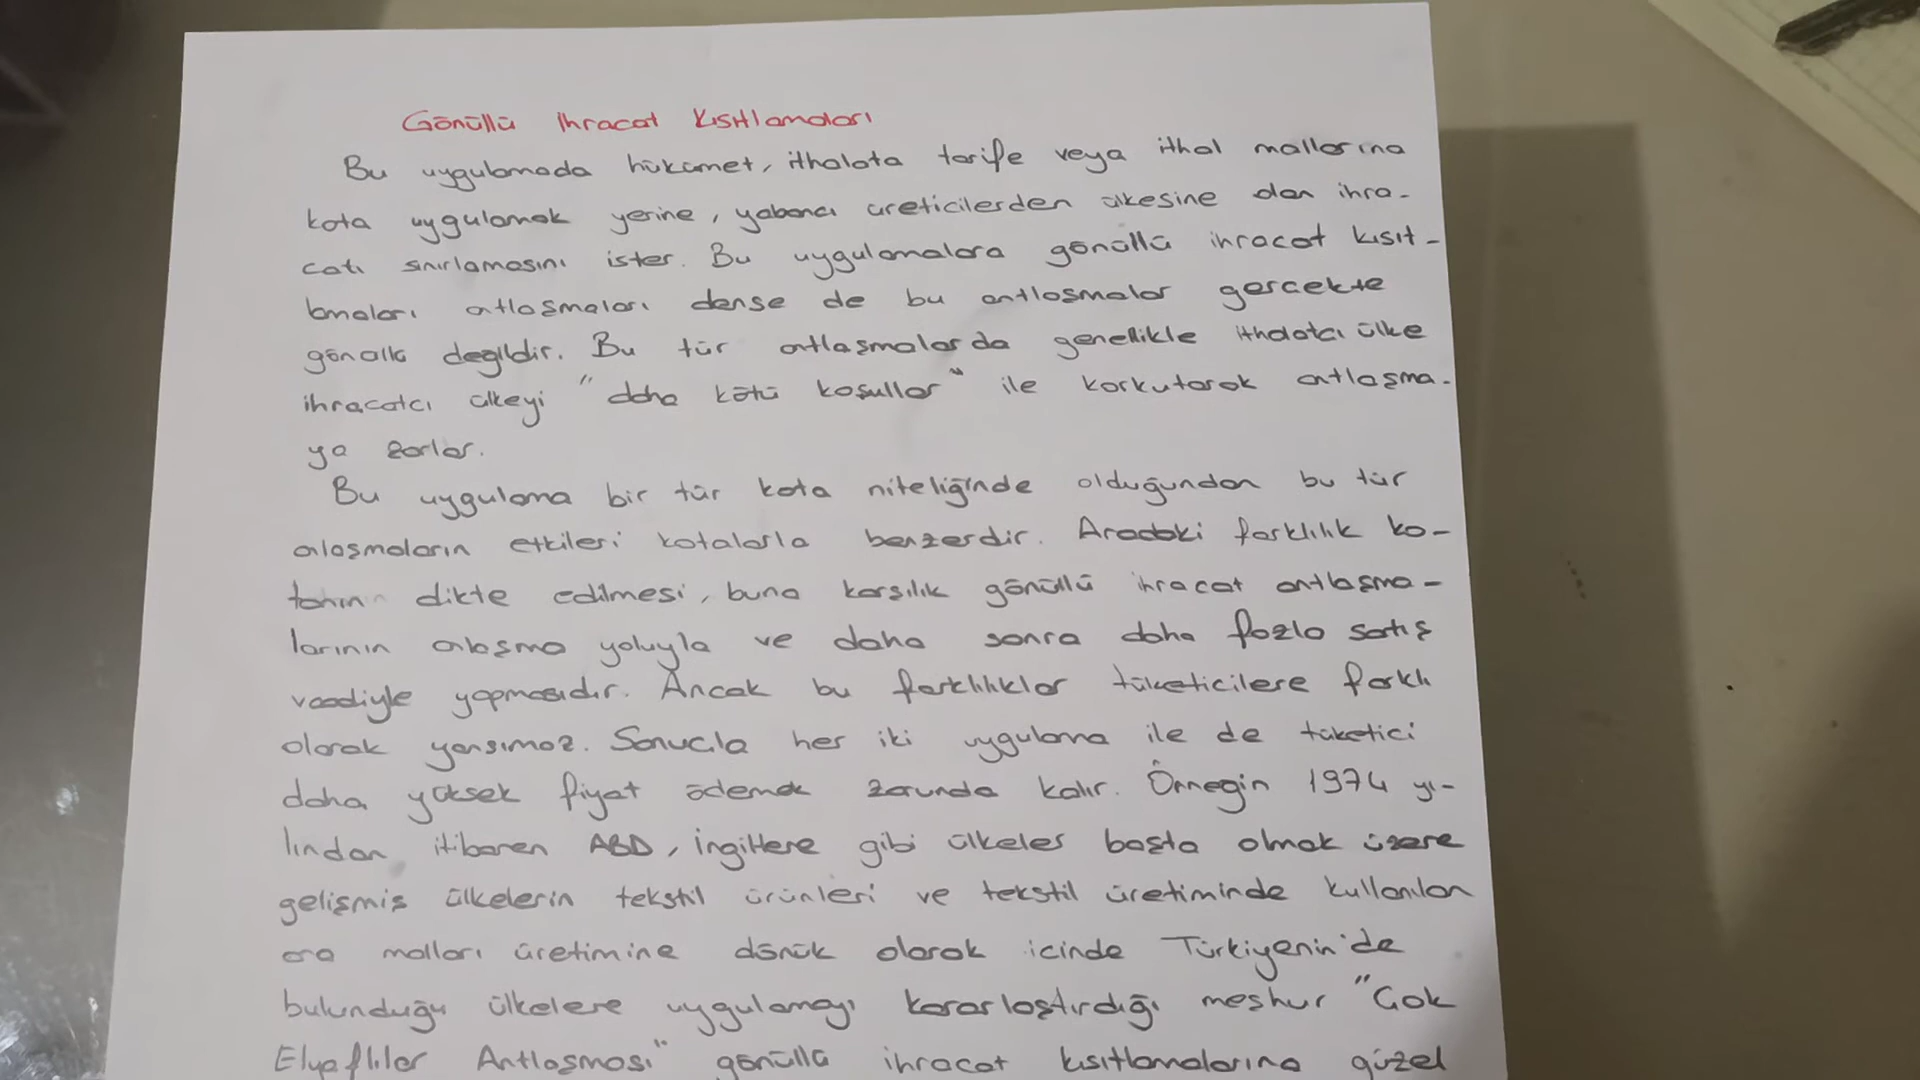 Gönüllü İhracat Kısıtlamaları
Bu uygulamada hükümet, ithalata tarife veya ithal mallarına
kota uygulamak yerine, yabancı üreticilerden ülkesine olan ihra-
catı sınırlamasını ister. Bu uygulamalara gönüllü ihracat kısıt-
lamaları antlaşmaları dense de bu antlaşmalar gerçekte
gönüllü değildir. Bu tür antlaşmalarda genellikle ithalatcı ülke
ihracatcı ülkeyi "daha kötü koşullar" ile korkutarak antlaşma-
ya zorlar.
Bu uygulama bir tür kota niteliğinde olduğundan bu tür
anlaşmaların etkileri kotalarla benzerdir. Aradaki farklılık ko-
tanın dikte edilmesi, buna karşılık gönüllü ihracat antlaşma-
larının anlaşma yoluyla ve daha sonra daha fazla satış
vaadiyle yapmasıdır. Ancak bu farklılıklar tüketicilere farklı
olarak yansımaz. Sonuçla her iki uygulama ile de tüketici
daha yüksek fiyat ödemek zorunda kalır. Örneğin 1974 yı-
lından itibaren ABD, İngiltere gibi ülkeler başta olmak üzere
gelişmiş ülkelerin tekstil ürünleri ve tekstil üretiminde kullanılan
ara malları üretimine dönük olarak icinde Türkiyenin'de
bulunduğu ülkelere uygulamayı kararlaştırdığı meşhur "Çok
Elyaflılar Antlaşması" gönüllü ihracat kısıtlamalarına güzel